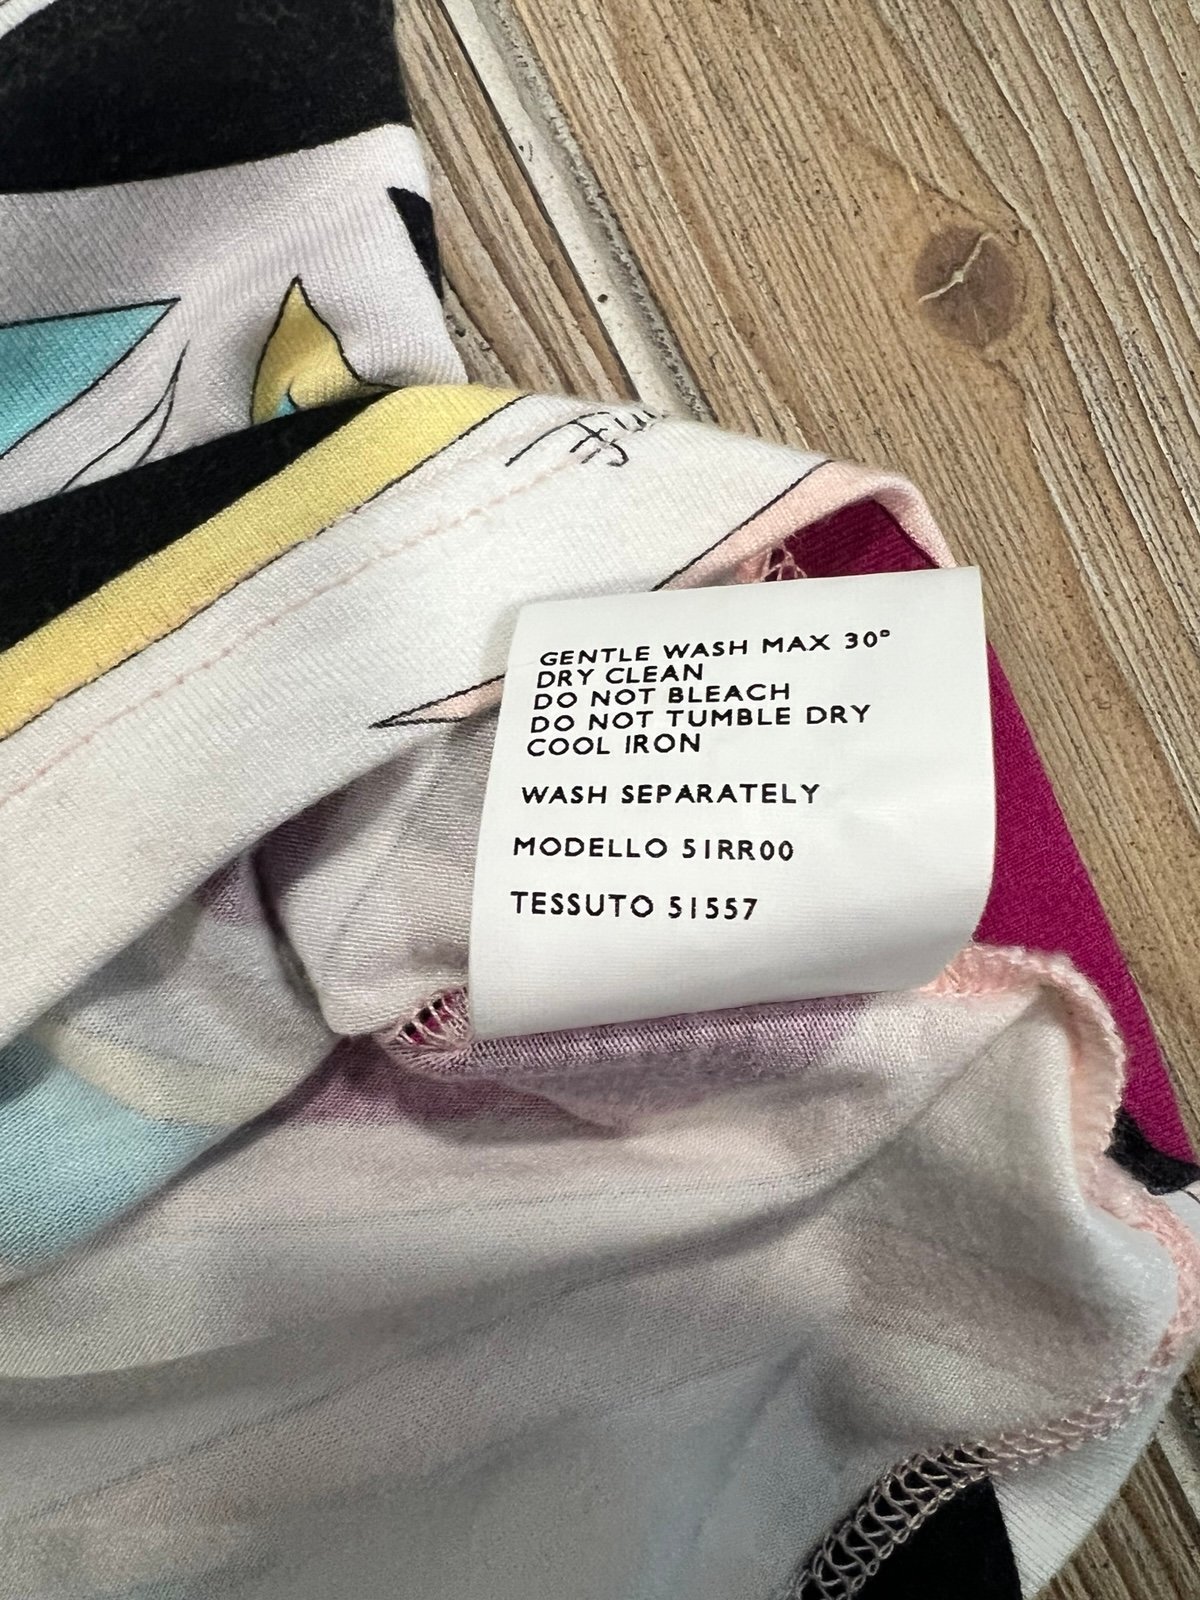 GENTLE WASH MAX 30°
DRY CLEAN
DO NOT BLEACH
DO NOT TUMBLE DRY
COOL IRON
WASH SEPARATELY
MODELLO 51RR00
TESSUTO 51557